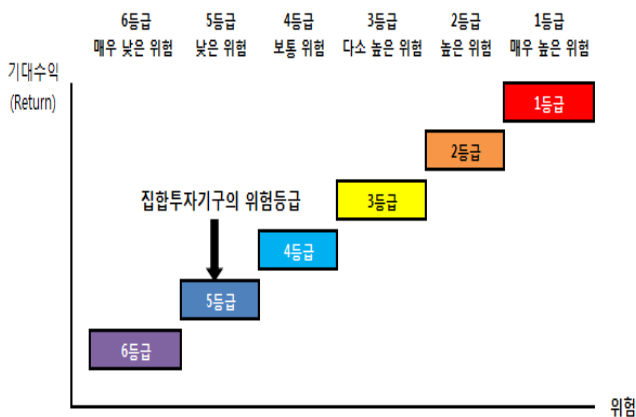 6등급 5등급 4등급 3등급 2등급 1등급
매우 낮은 위험 낮은 위험 보통 위험 다소 높은 위험 높은 위험 매우 높은 위험
기대수익
(Return)
1등급
2등급
집합투자기구의 위험등급
3등급
4등급
5등급
6등급
위험